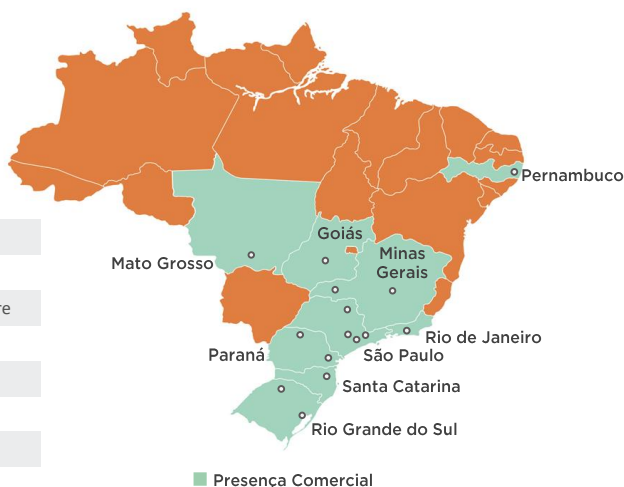 Pernambuco
Goiás
Minas
Gerais
Mato Grosso
re
Rio de Janeiro
Paraná
São Paulo
Santa Catarina
Rio Grande do Sul
Presença Comercial